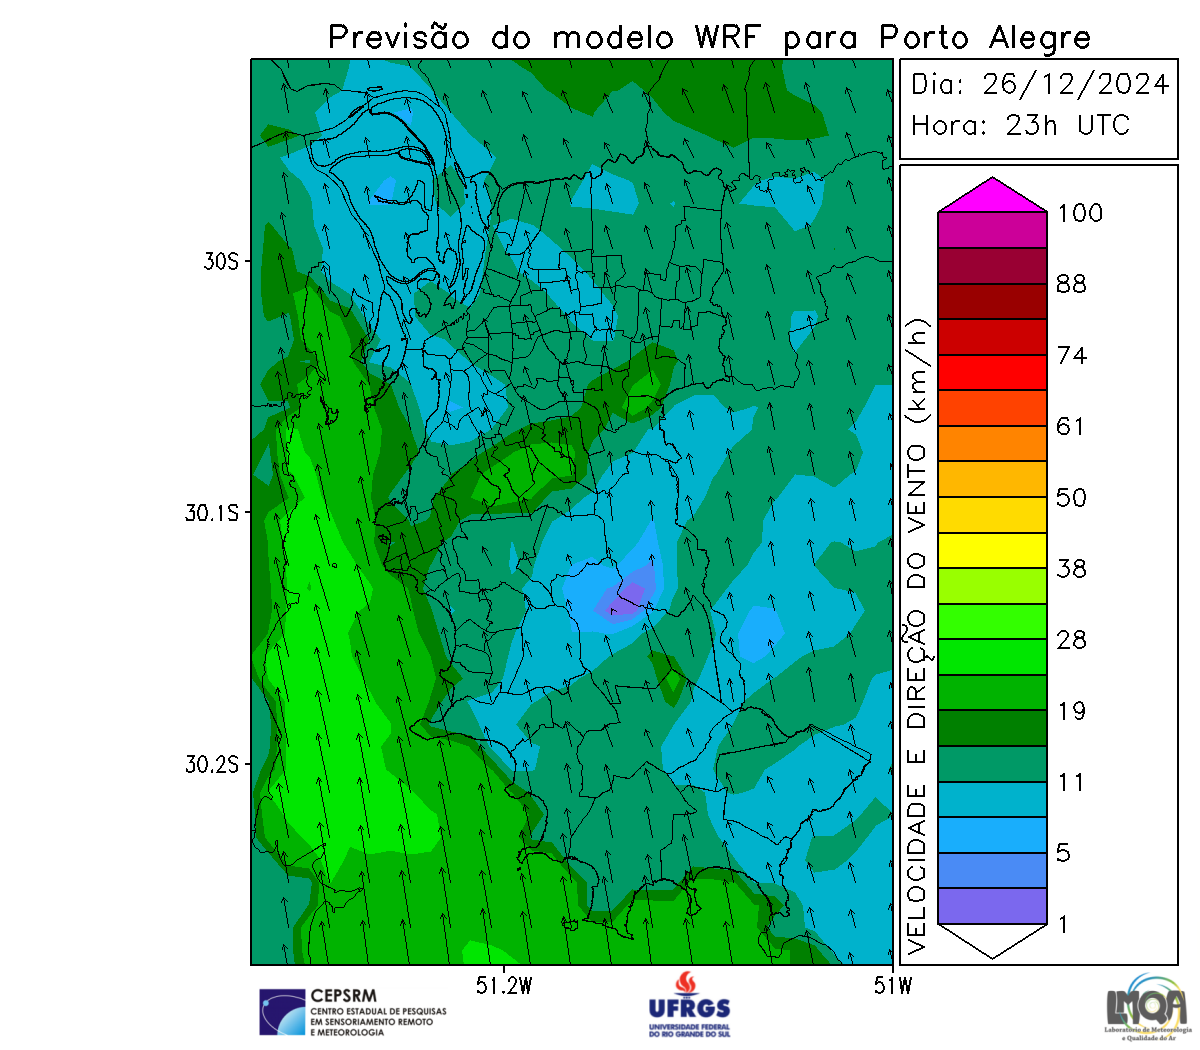 Previsão do modelo WRF para Porto Alegre
Dia: 26/12/2024
Hora: 23h UTC
30S
30.1S
30.2S
51.2W
51W
VELOCIDADE E DIREÇÃO DO VENTO (km/h)
100
88
74
61
50
38
28
19
11
5
1
CEPSRM
CENTRO ESTADUAL DE PESQUISAS
EM SENSORIAMENTO REMOTO
E METEOROLOGIA
UFRGS
UNIVERSIDADE FEDERAL
DO RIO GRANDE DO SUL
LMQA
Laboratório de Meteorologia
e Qualidade do Ar